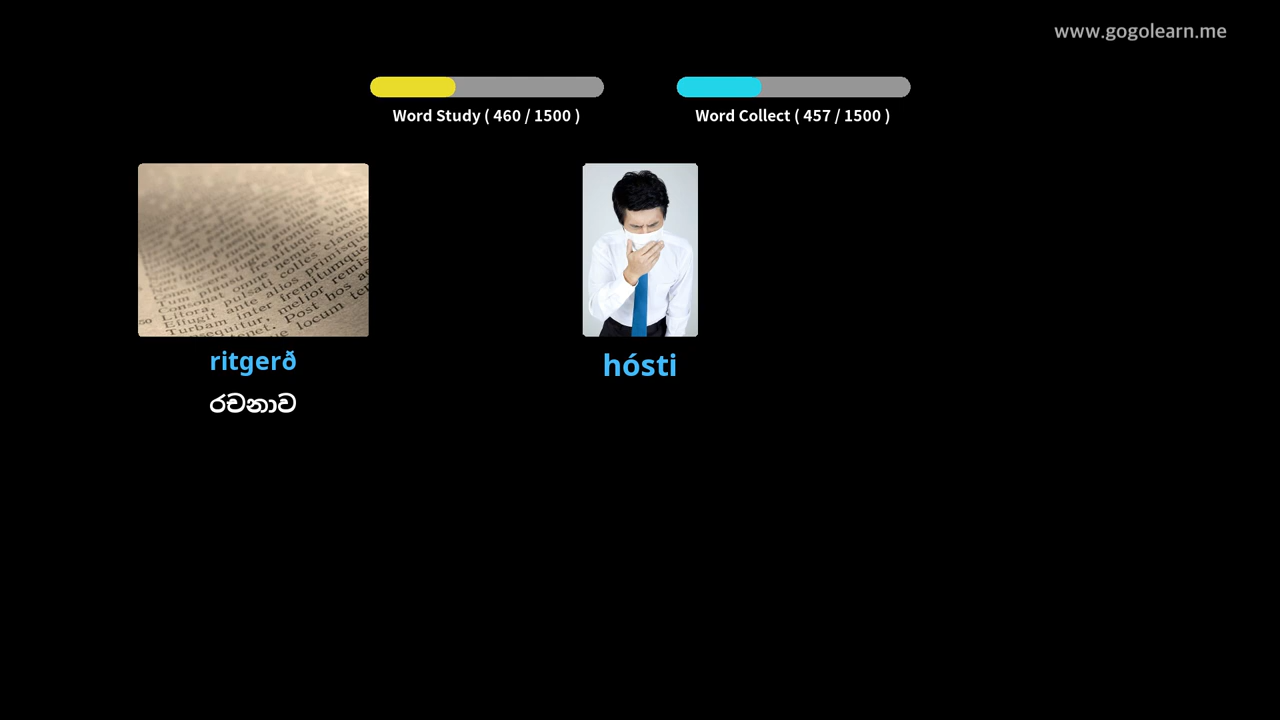 www.gogolearn.me
Word Study ( 460 / 1500 )
Word Collect ( 457 / 1500 )
ritgerð
රචනාව
hósti